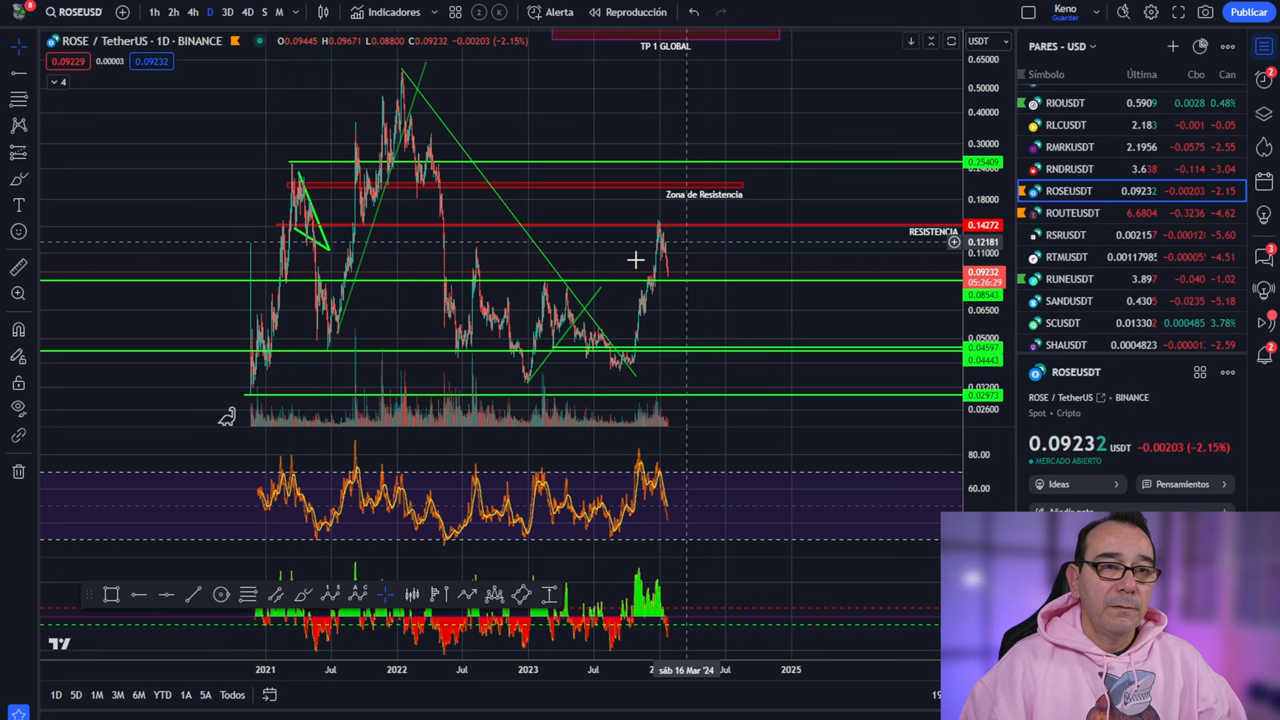 8
ROSEUSD
1h 2h 4h D 3D 4D S M
Indicadores
2 K
Alerta
Reproducción
Keno
Guardar
Publicar
ROSE / TetherUS · 1D · BINANCE
O0.09445 H0.09671 L0.08800 C0.09232 −0.00203 (−2.15%)
0.09229 0.00003 0.09232
4
TP 1 GLOBAL
Zona de Resistencia
RESISTENCIA
USDT
0.65000
0.50000
0.40000
0.30000
0.25409
0.18000
0.14272
0.12181
0.11000
0.09232
05:26:29
0.08543
0.06500
0.05000
0.04597
0.04443
0.03200
0.02973
0.02600
80.00
60.00
2021 2022 Jul 2023 Jul sáb 16 Mar '24 Jul 2025
1D 5D 1M 3M 6M YTD 1A 5A Todos
PARES - USD
Símbolo Última Cbo Can
RIOUSDT 0.5909 0.0028 0.48%
RLCUSDT 2.183 −0.001 −0.05
RMRKUSDT 2.1956 −0.0576 −2.55
RNDRUSDT 3.638 −0.114 −3.04
ROSEUSDT 0.09232 −0.00203 −2.15
ROUTEUSDT 6.6804 −0.3236 −4.62
RSRUSDT 0.002157 −0.000128 −5.60
RTMUSDT 0.0011798 −4.51
RUNEUSDT 3.897 −0.040 −1.02
SANDUSDT 0.4305 −0.0235 −5.18
SCUSDT 0.01330 0.000485 3.78%
SHAUSDT 0.0004823 −2.59
ROSEUSDT
ROSE / TetherUS BINANCE
Spot • Cripto
0.09232 USDT −0.00203 (−2.15%)
MERCADO ABIERTO
Ideas
Pensamientos